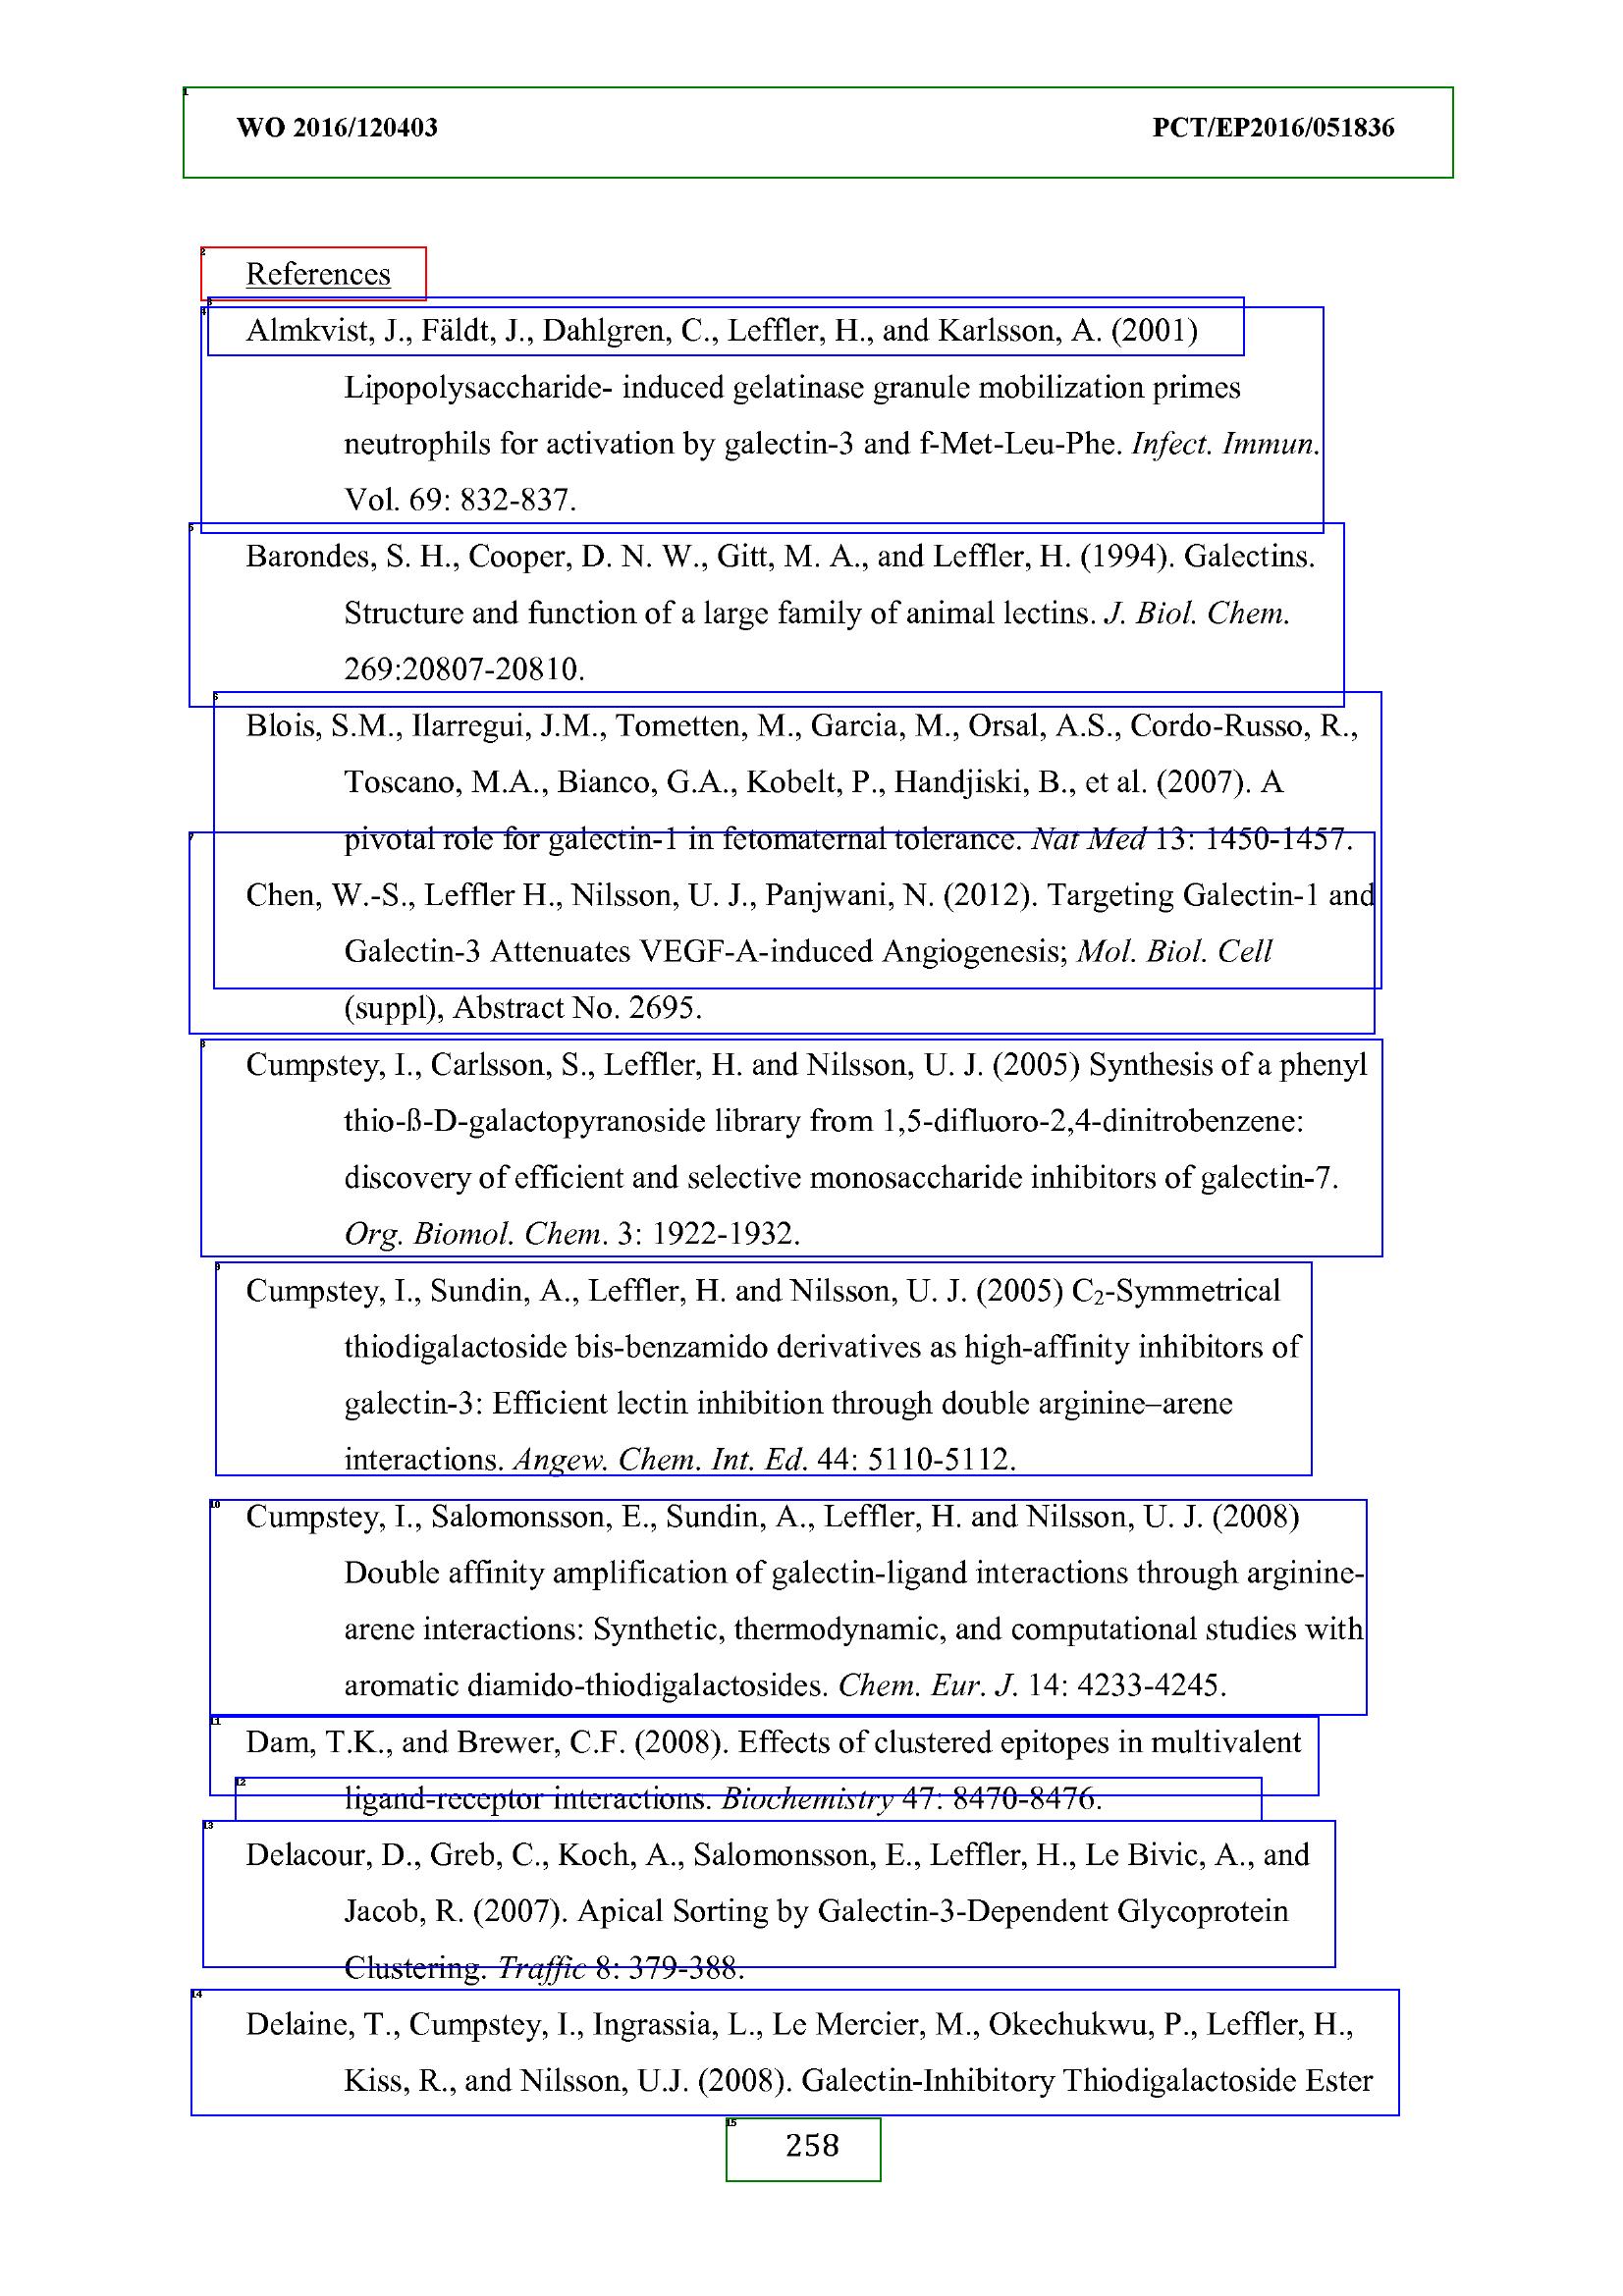 WO 2016/120403 PCT/EP2016/051836
References
Almkvist, J., Fäldt, J., Dahlgren, C., Leffler, H., and Karlsson, A. (2001)
Lipopolysaccharide- induced gelatinase granule mobilization primes
neutrophils for activation by galectin-3 and f-Met-Leu-Phe. Infect. Immun.
Vol. 69: 832-837.
Barondes, S. H., Cooper, D. N. W., Gitt, M. A., and Leffler, H. (1994). Galectins.
Structure and function of a large family of animal lectins. J. Biol. Chem.
269:20807-20810.
Blois, S.M., Ilarregui, J.M., Tometten, M., Garcia, M., Orsal, A.S., Cordo-Russo, R.,
Toscano, M.A., Bianco, G.A., Kobelt, P., Handjiski, B., et al. (2007). A
pivotal role for galectin-1 in fetomaternal tolerance. Nat Med 13: 1450-1457.
Chen, W.-S., Leffler H., Nilsson, U. J., Panjwani, N. (2012). Targeting Galectin-1 and
Galectin-3 Attenuates VEGF-A-induced Angiogenesis; Mol. Biol. Cell
(suppl), Abstract No. 2695.
Cumpstey, I., Carlsson, S., Leffler, H. and Nilsson, U. J. (2005) Synthesis of a phenyl
thio-ß-D-galactopyranoside library from 1,5-difluoro-2,4-dinitrobenzene:
discovery of efficient and selective monosaccharide inhibitors of galectin-7.
Org. Biomol. Chem. 3: 1922-1932.
Cumpstey, I., Sundin, A., Leffler, H. and Nilsson, U. J. (2005) C₂-Symmetrical
thiodigalactoside bis-benzamido derivatives as high-affinity inhibitors of
galectin-3: Efficient lectin inhibition through double arginine–arene
interactions. Angew. Chem. Int. Ed. 44: 5110-5112.
Cumpstey, I., Salomonsson, E., Sundin, A., Leffler, H. and Nilsson, U. J. (2008)
Double affinity amplification of galectin-ligand interactions through arginine-
arene interactions: Synthetic, thermodynamic, and computational studies with
aromatic diamido-thiodigalactosides. Chem. Eur. J. 14: 4233-4245.
Dam, T.K., and Brewer, C.F. (2008). Effects of clustered epitopes in multivalent
ligand-receptor interactions. Biochemistry 47: 8470-8476.
Delacour, D., Greb, C., Koch, A., Salomonsson, E., Leffler, H., Le Bivic, A., and
Jacob, R. (2007). Apical Sorting by Galectin-3-Dependent Glycoprotein
Clustering. Traffic 8: 379-388.
Delaine, T., Cumpstey, I., Ingrassia, L., Le Mercier, M., Okechukwu, P., Leffler, H.,
Kiss, R., and Nilsson, U.J. (2008). Galectin-Inhibitory Thiodigalactoside Ester
258